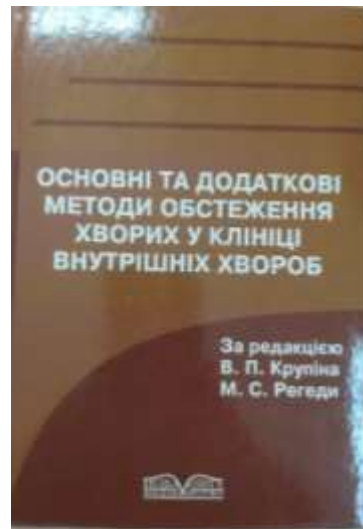 ОСНОВНІ ТА ДОДАТКОВІ
МЕТОДИ ОБСТЕЖЕННЯ
ХВОРИХ У КЛІНІЦІ
ВНУТРІШНІХ ХВОРОБ
За редакцією
В. П. Крупіна
М. С. Регеди